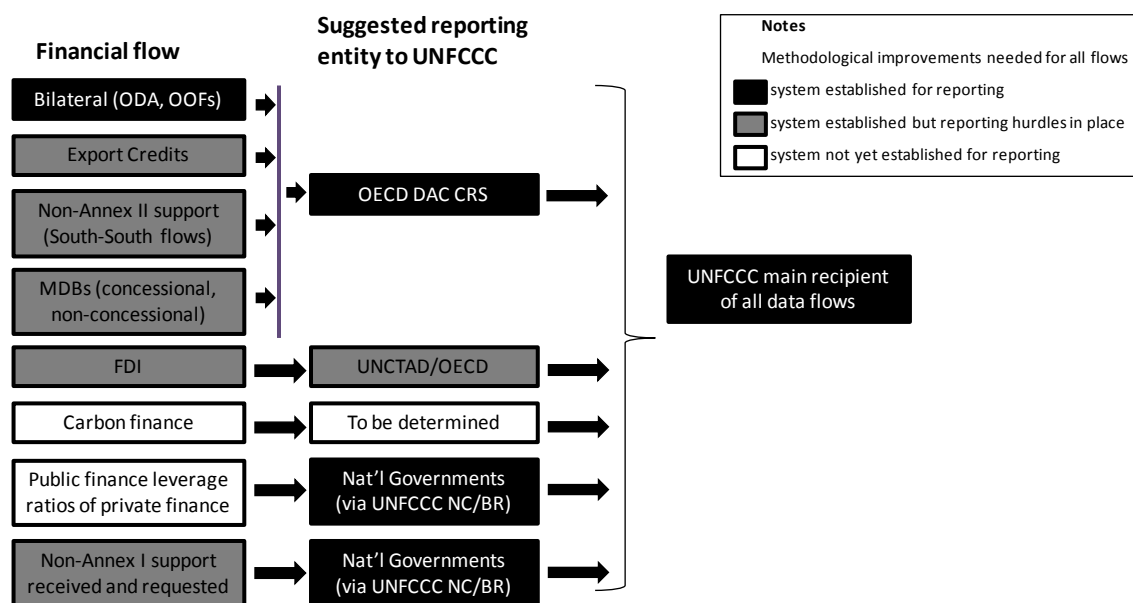 Financial flow
Suggested reporting
entity to UNFCCC
Notes
Methodological improvements needed for all flows
system established for reporting
system established but reporting hurdles in place
system not yet established for reporting
Bilateral (ODA, OOFs)
Export Credits
Non-Annex II support
(South-South flows)
MDBs (concessional,
non-concessional)
OECD DAC CRS
UNFCCC main recipient
of all data flows
FDI
UNCTAD/OECD
Carbon finance
To be determined
Public finance leverage
ratios of private finance
Nat'l Governments
(via UNFCCC NC/BR)
Non-Annex I support
received and requested
Nat'l Governments
(via UNFCCC NC/BR)